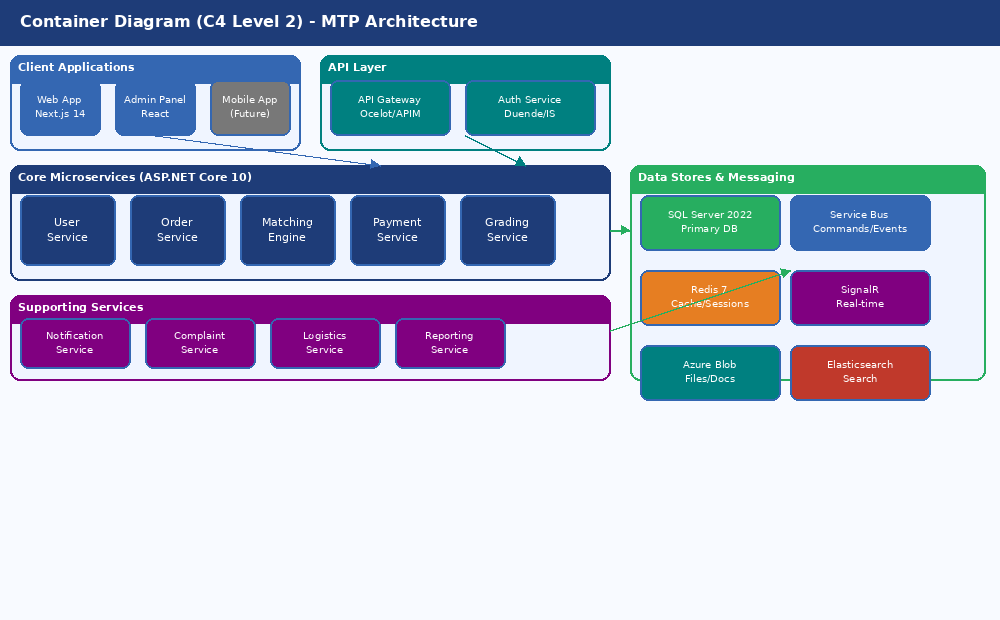 Container Diagram (C4 Level 2) - MTP Architecture
Client Applications
Web App
Next.js 14
Admin Panel
React
Mobile App
(Future)
API Layer
API Gateway
Ocelot/APIM
Auth Service
Duende/IS
Core Microservices (ASP.NET Core 10)
User
Service
Order
Service
Matching
Engine
Payment
Service
Grading
Service
Supporting Services
Notification
Service
Complaint
Service
Logistics
Service
Reporting
Service
Data Stores & Messaging
SQL Server 2022
Primary DB
Service Bus
Commands/Events
Redis 7
Cache/Sessions
SignalR
Real-time
Azure Blob
Files/Docs
Elasticsearch
Search